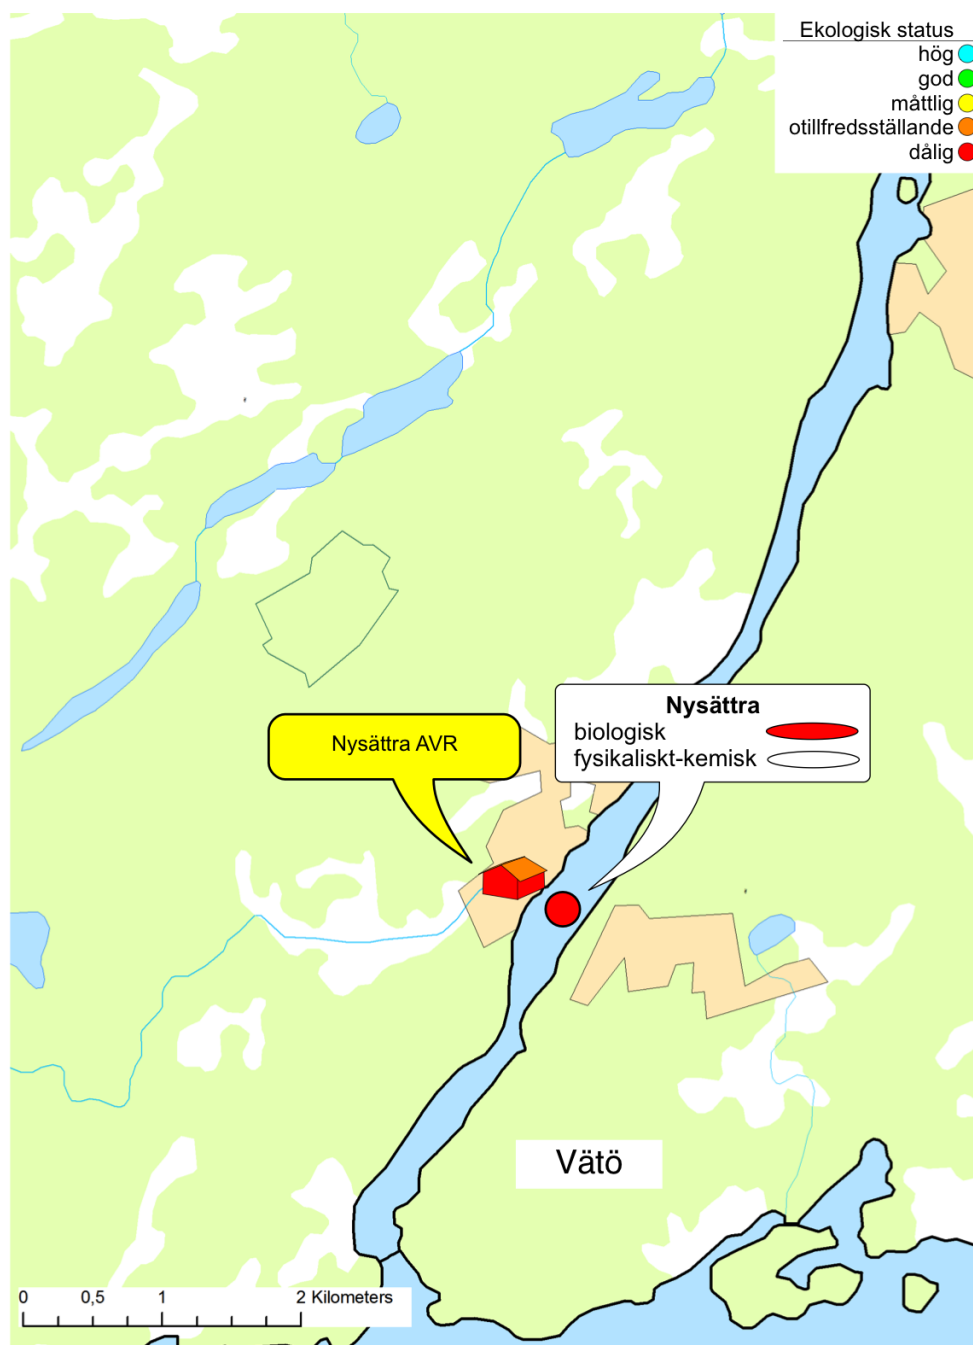 Ekologisk status
hög
god
måttlig
otillfredsställande
dålig
Nysättra
biologisk
fysikaliskt-kemisk
Nysättra AVR
Vätö
0 0,5 1 2 Kilometers